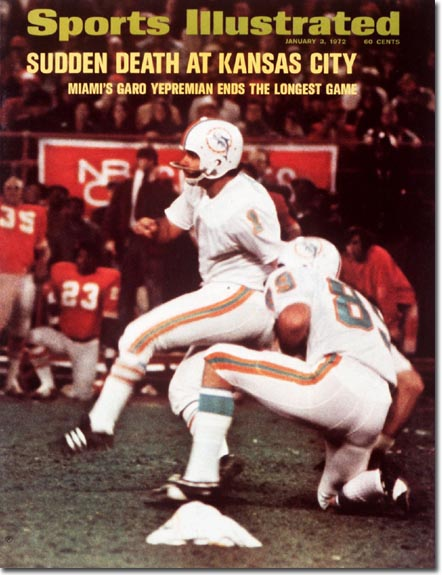 Sports Illustrated
JANUARY 3, 1972 60 CENTS
SUDDEN DEATH AT KANSAS CITY
MIAMI'S GARO YEPREMIAN ENDS THE LONGEST GAME
35
23
1